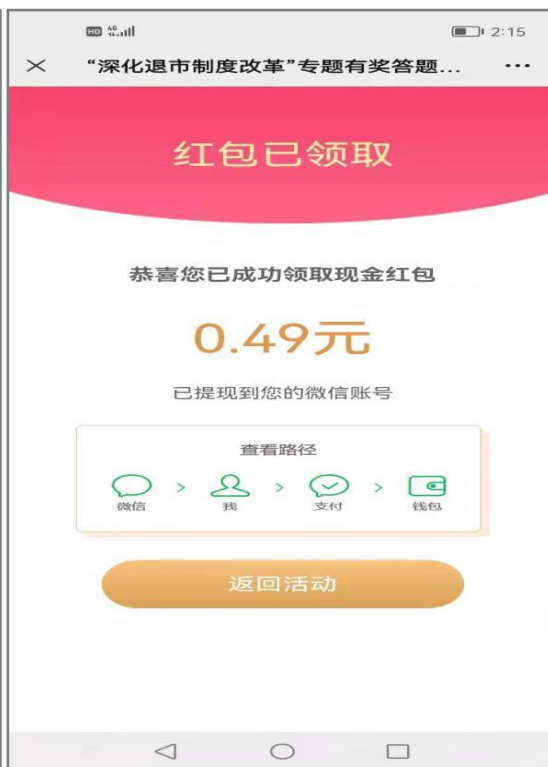 HD 4G 2:15
“深化退市制度改革”专题有奖答题...
红包已领取
恭喜您已成功领取现金红包
0.49元
已提现到您的微信账号
查看路径
微信 > 我 > 支付 > 钱包
返回活动